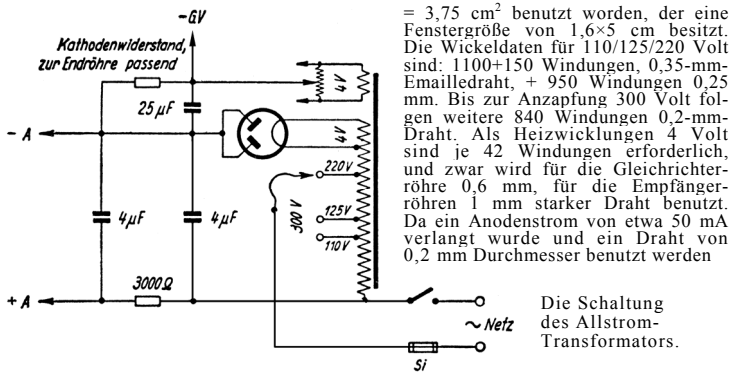 −GV
Kathodenwiderstand,
zur Endröhre passend
4V
25 µF
− A
4V
220V
300 V
125V
110V
4µF
4µF
3000Ω
+ A
~ Netz
Si
= 3,75 cm² benutzt worden, der eine
Fenstergröße von 1,6×5 cm besitzt.
Die Wickeldaten für 110/125/220 Volt
sind: 1100+150 Windungen, 0,35-mm-
Emailledraht, + 950 Windungen 0,25
mm. Bis zur Anzapfung 300 Volt fol-
gen weitere 840 Windungen 0,2-mm-
Draht. Als Heizwicklungen 4 Volt
sind je 42 Windungen erforderlich,
und zwar wird für die Gleichrichter-
röhre 0,6 mm, für die Empfänger-
röhren 1 mm starker Draht benutzt.
Da ein Anodenstrom von etwa 50 mA
verlangt wurde und ein Draht von
0,2 mm Durchmesser benutzt werden
Die Schaltung
des Allstrom-
Transformators.